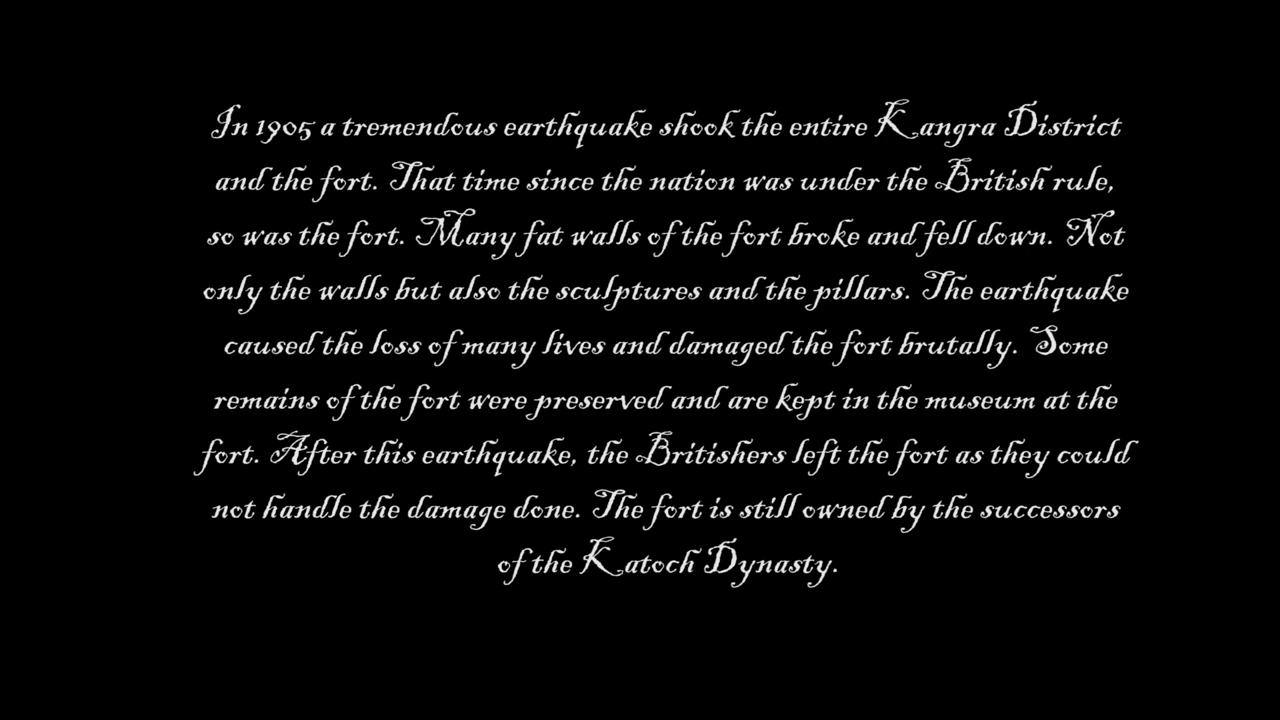 In 1905 a tremendous earthquake shook the entire Kangra District
and the fort. That time since the nation was under the British rule,
so was the fort. Many fat walls of the fort broke and fell down. Not
only the walls but also the sculptures and the pillars. The earthquake
caused the loss of many lives and damaged the fort brutally. Some
remains of the fort were preserved and are kept in the museum at the
fort. After this earthquake, the Britishers left the fort as they could
not handle the damage done. The fort is still owned by the successors
of the Katoch Dynasty.